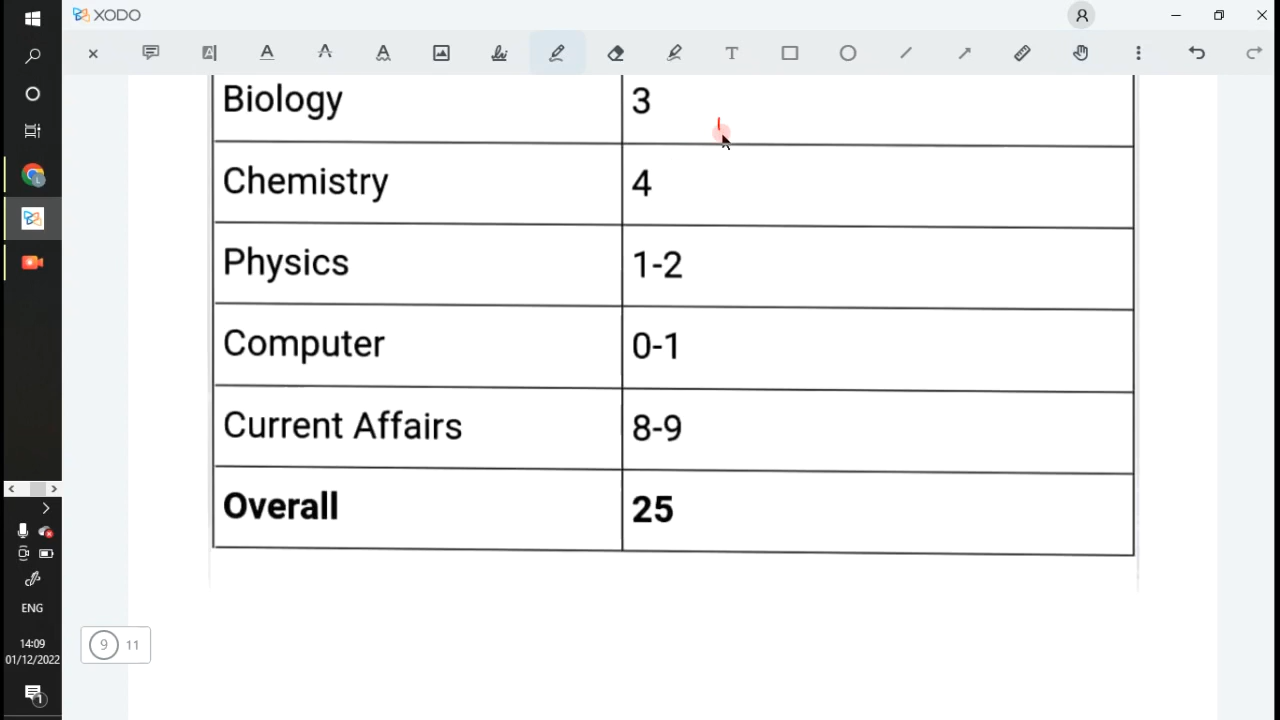 XODO
T
Biology 3
Chemistry 4
Physics 1-2
Computer 0-1
Current Affairs 8-9
Overall 25
ENG
14:09
01/12/2022
9 11
1